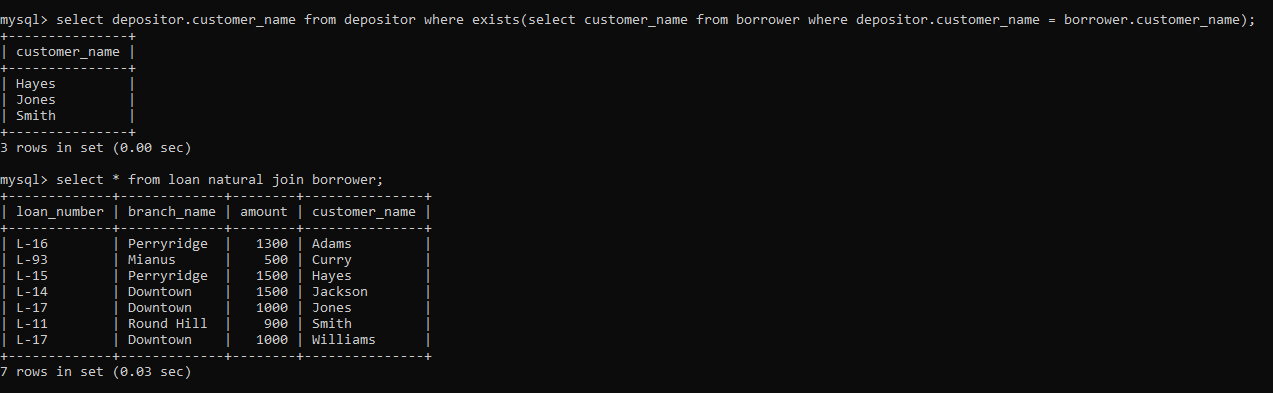 mysql> select depositor.customer_name from depositor where exists(select customer_name from borrower where depositor.customer_name = borrower.customer_name);
+---------------+
| customer_name |
+---------------+
| Hayes         |
| Jones         |
| Smith         |
+---------------+
3 rows in set (0.00 sec)

mysql> select * from loan natural join borrower;
+-------------+-------------+--------+---------------+
| loan_number | branch_name | amount | customer_name |
+-------------+-------------+--------+---------------+
| L-16        | Perryridge  |   1300 | Adams         |
| L-93        | Mianus      |    500 | Curry         |
| L-15        | Perryridge  |   1500 | Hayes         |
| L-14        | Downtown    |   1500 | Jackson       |
| L-17        | Downtown    |   1000 | Jones         |
| L-11        | Round Hill  |    900 | Smith         |
| L-17        | Downtown    |   1000 | Williams      |
+-------------+-------------+--------+---------------+
7 rows in set (0.03 sec)